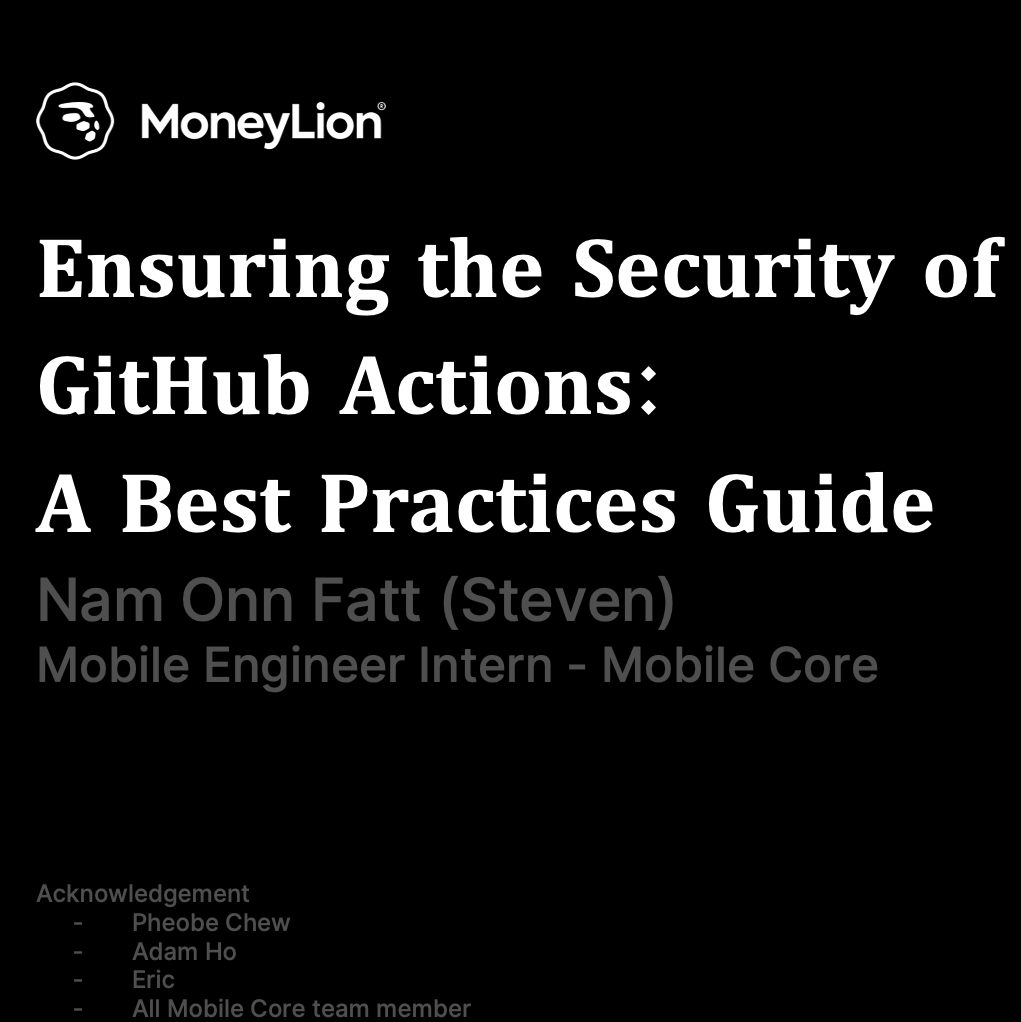 MoneyLion®
Ensuring the Security of
GitHub Actions:
A Best Practices Guide
Nam Onn Fatt (Steven)
Mobile Engineer Intern - Mobile Core
Acknowledgement
- Pheobe Chew
- Adam Ho
- Eric
- All Mobile Core team member